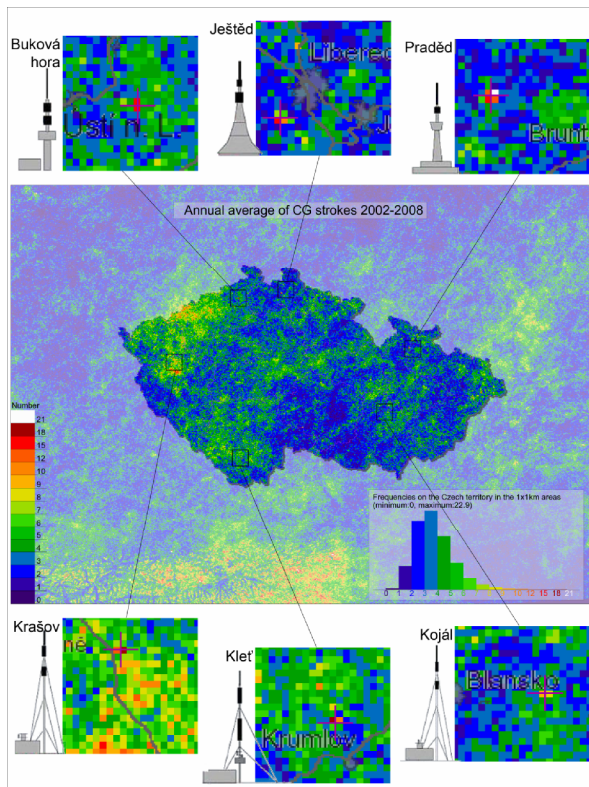 Buková
hora
Ústí n. L.
Ještěd
Liberec
J
Praděd
Brunt
Annual average of CG strokes 2002-2008
Number
21
18
15
12
10
9
8
7
6
5
4
3
2
1
0
Frequencies on the Czech territory in the 1x1km areas
(minimum:0, maximum:22.9)
0 1 2 3 4 5 6 10 12 15 18 21
Krašov
ně
Kleť
Krumlov
Kojál
Blansko